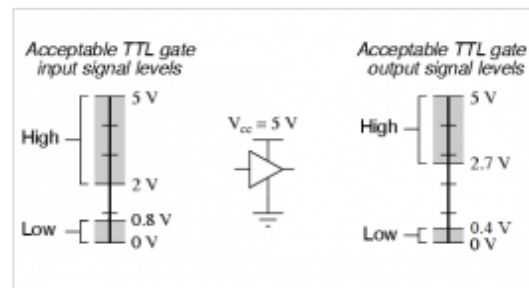 Acceptable TTL gate
input signal levels
5 V
High
2 V
0.8 V
Low
0 V
Vcc = 5 V
Acceptable TTL gate
output signal levels
5 V
High
2.7 V
0.4 V
Low
0 V